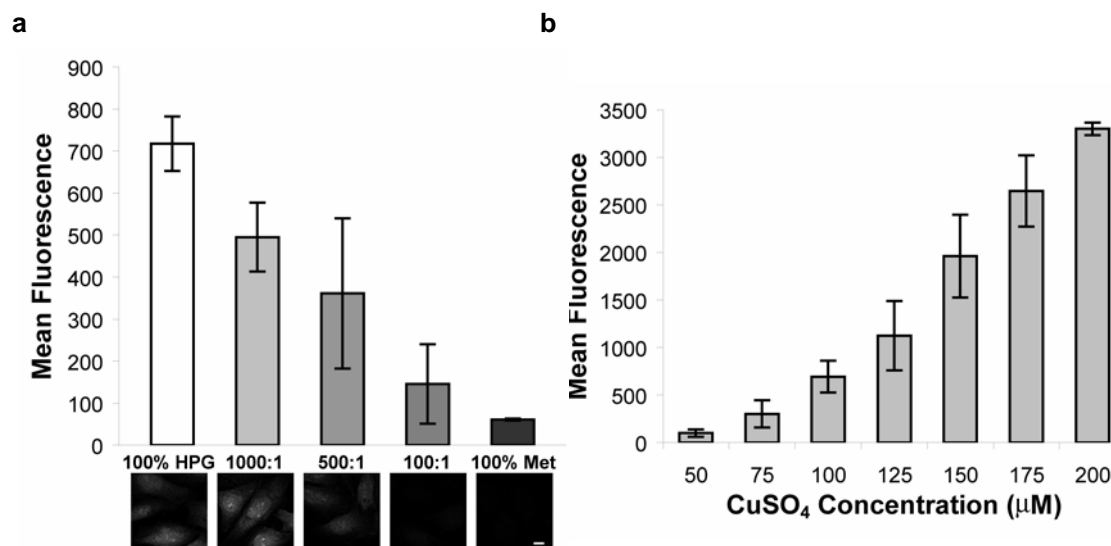 a
900
800
700
600
500
400
300
200
100
0
Mean Fluorescence
100% HPG 1000:1 500:1 100:1 100% Met
b
3500
3000
2500
2000
1500
1000
500
0
Mean Fluorescence
50 75 100 125 150 175 200
CuSO₄ Concentration (µM)